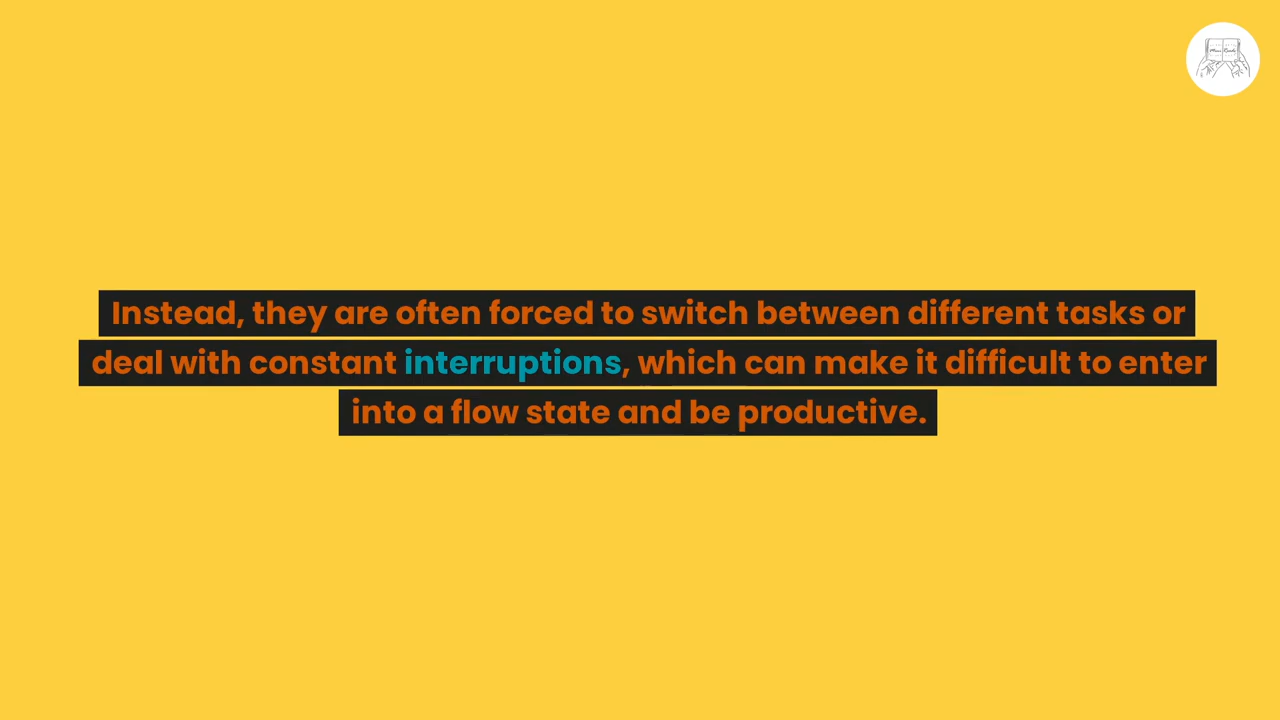 Instead, they are often forced to switch between different tasks or
deal with constant interruptions, which can make it difficult to enter
into a flow state and be productive.